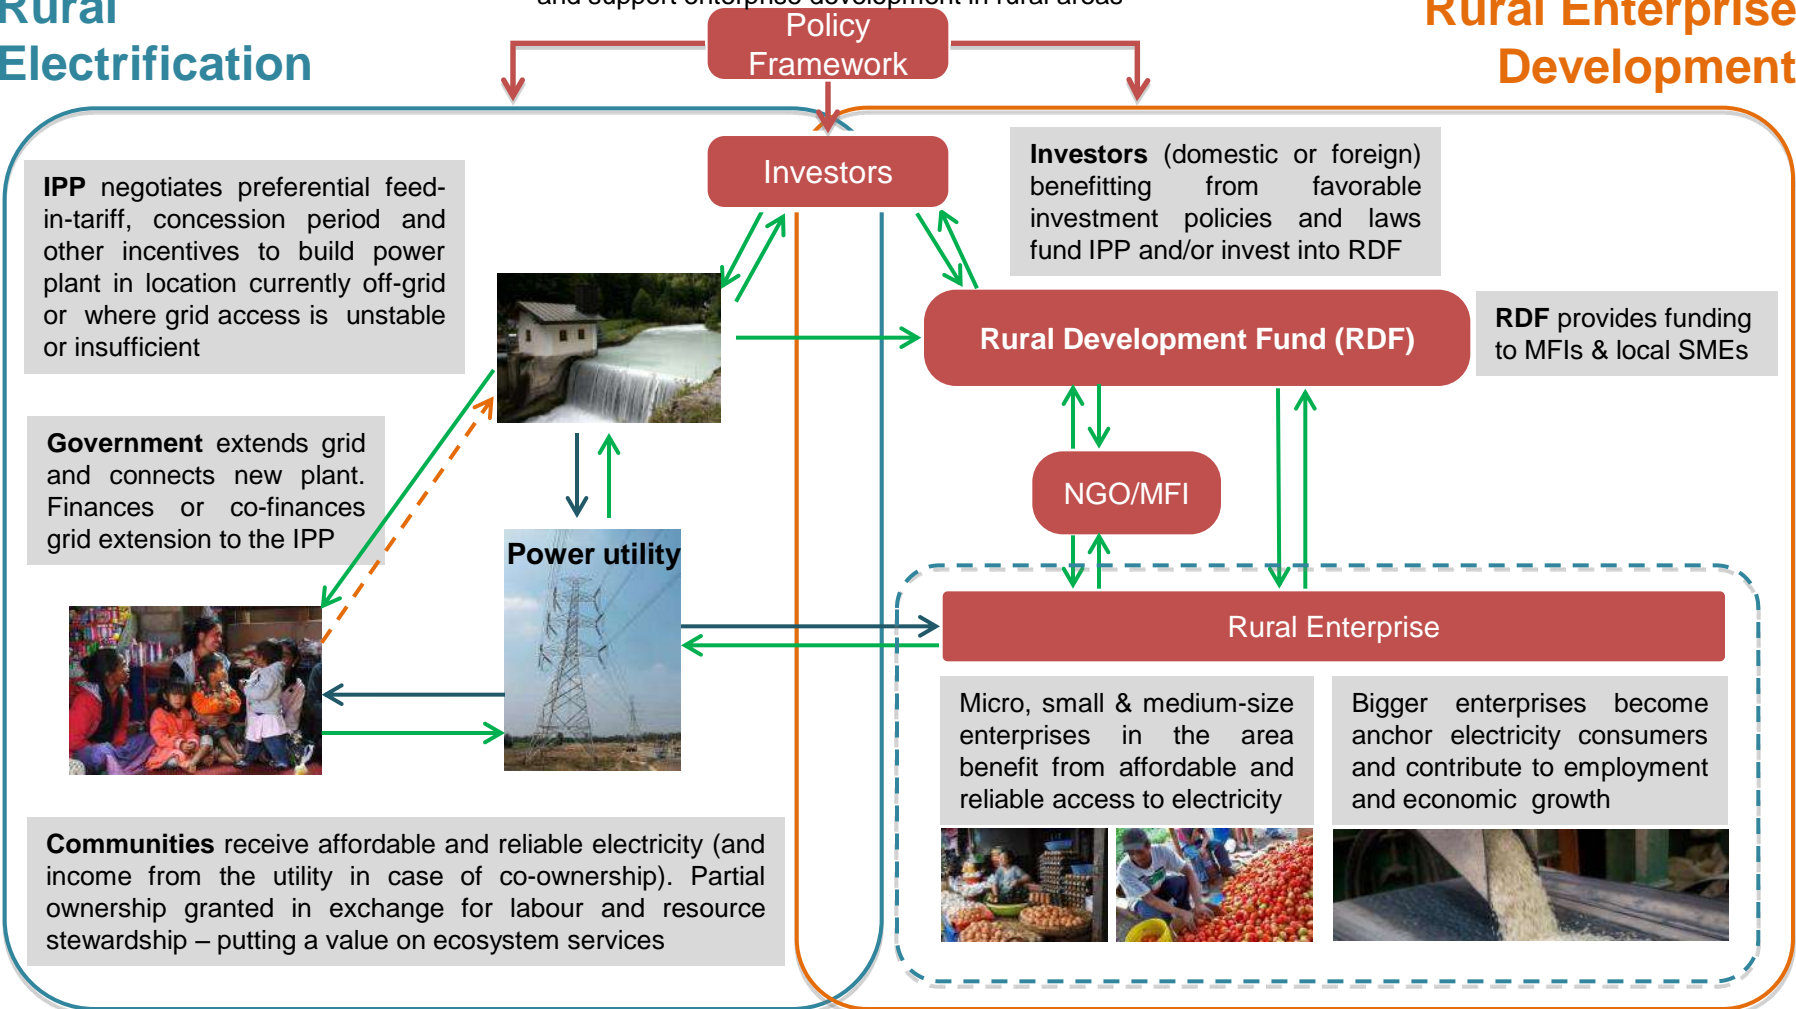 Rural
Electrification
and support enterprise development in rural areas
Rural Enterprise
Development
Policy
Framework
Investors
IPP negotiates preferential feed-
in-tariff, concession period and
other incentives to build power
plant in location currently off-grid
or where grid access is unstable
or insufficient
Investors (domestic or foreign)
benefitting from favorable
investment policies and laws
fund IPP and/or invest into RDF
Rural Development Fund (RDF)
RDF provides funding
to MFIs & local SMEs
Government extends grid
and connects new plant.
Finances or co-finances
grid extension to the IPP
NGO/MFI
Power utility
Rural Enterprise
Micro, small & medium-size
enterprises in the area
benefit from affordable and
reliable access to electricity
Bigger enterprises become
anchor electricity consumers
and contribute to employment
and economic growth
Communities receive affordable and reliable electricity (and
income from the utility in case of co-ownership). Partial
ownership granted in exchange for labour and resource
stewardship – putting a value on ecosystem services